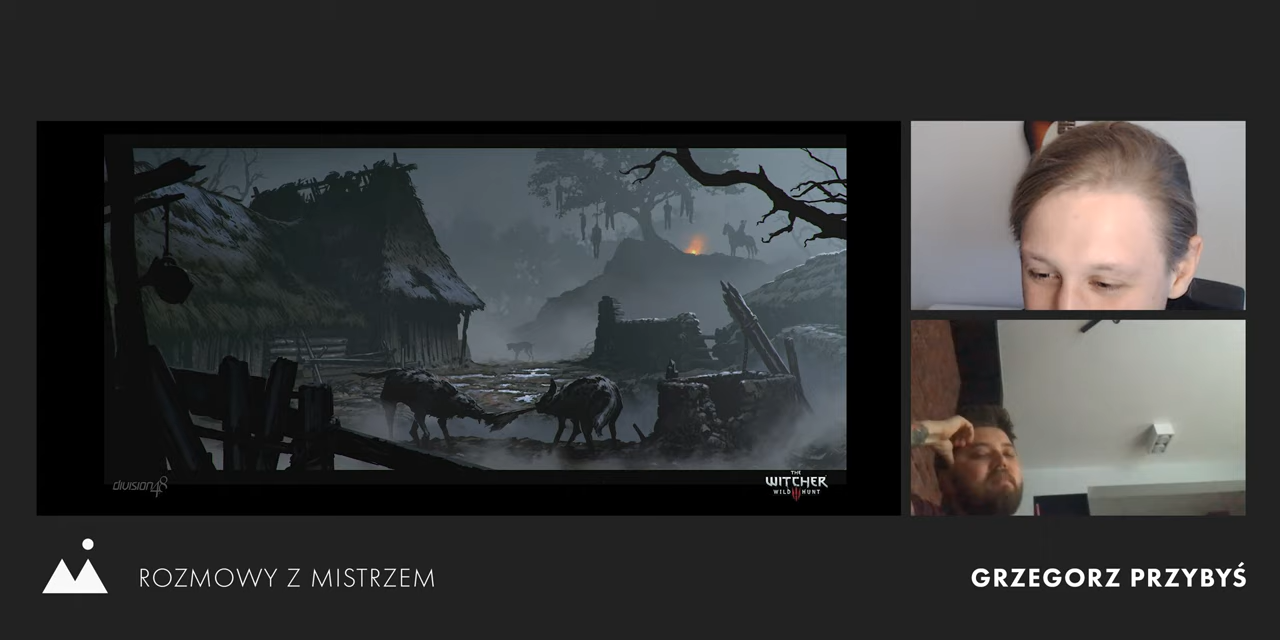 division48
THE
WITCHER
WILD HUNT
ROZMOWY Z MISTRZEM
GRZEGORZ PRZYBYŚ